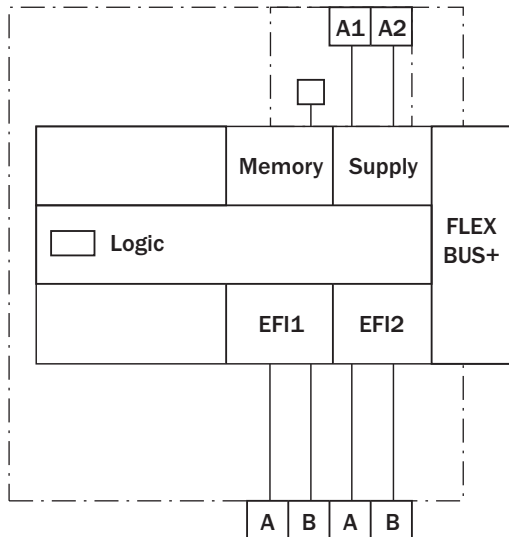 A1 A2
Memory Supply
FLEX
BUS+
Logic
EFI1 EFI2
A B A B